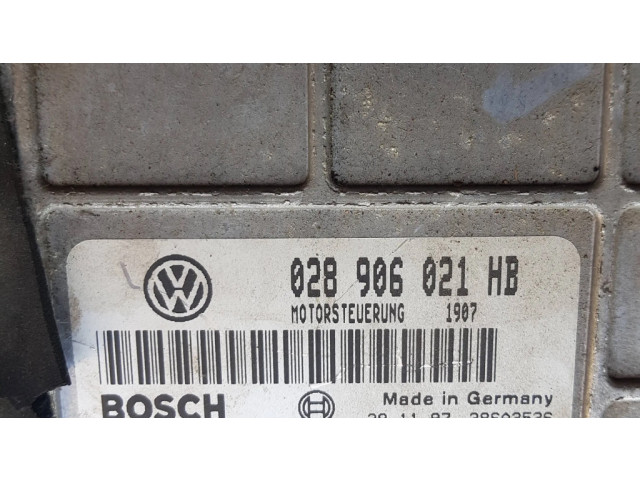 028 906 021 HB
MOTORSTEUERUNG 1907
BOSCH
Made in Germany